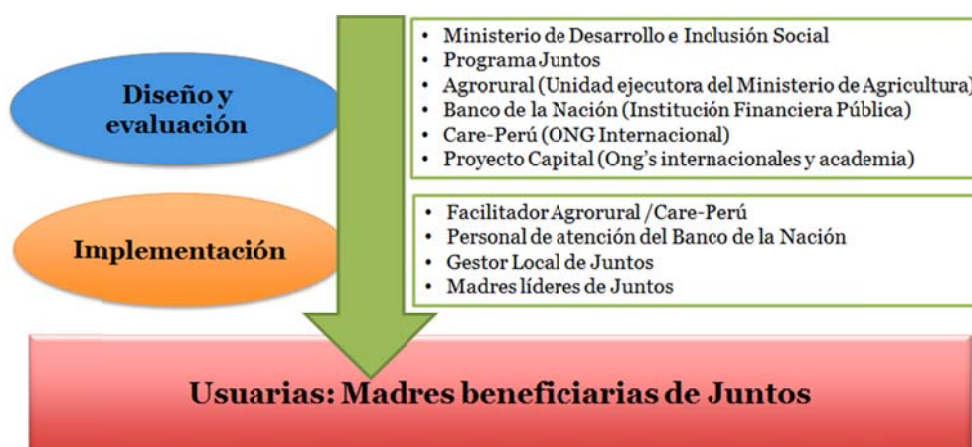 Diseño y
evaluación
• Ministerio de Desarrollo e Inclusión Social
• Programa Juntos
• Agrorural (Unidad ejecutora del Ministerio de Agricultura)
• Banco de la Nación (Institución Financiera Pública)
• Care-Perú (ONG Internacional)
• Proyecto Capital (Ong's internacionales y academia)
Implementación
• Facilitador Agrorural /Care-Perú
• Personal de atención del Banco de la Nación
• Gestor Local de Juntos
• Madres líderes de Juntos
Usuarias: Madres beneficiarias de Juntos